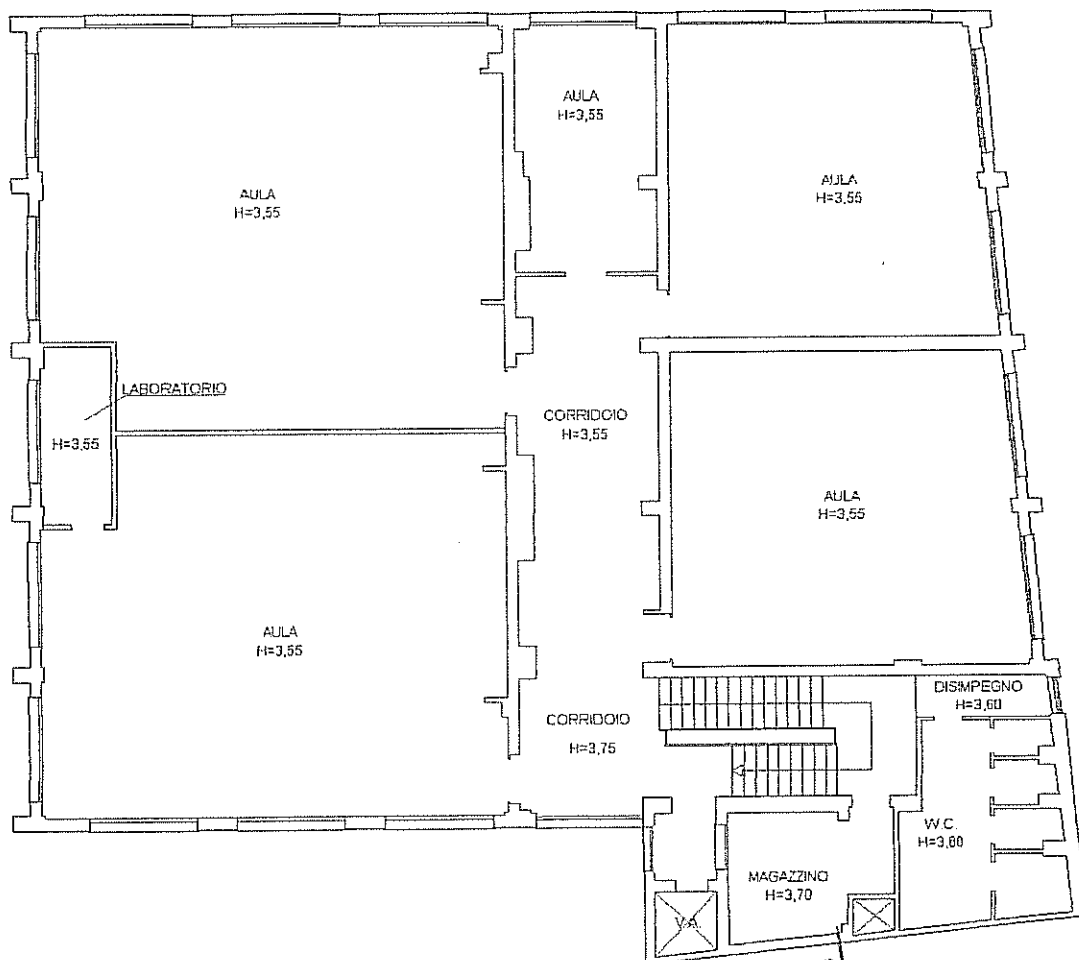 AULA
H=3,55
AULA
H=3,55
AULA
H=3,55
LABORATORIO
H=3,55
CORRIDOIO
H=3,55
AULA
H=3,55
AULA
H=3,55
CORRIDOIO
H=3,75
DISIMPEGNO
H=3,60
W.C.
H=3,60
MAGAZZINO
H=3,70
V.A.